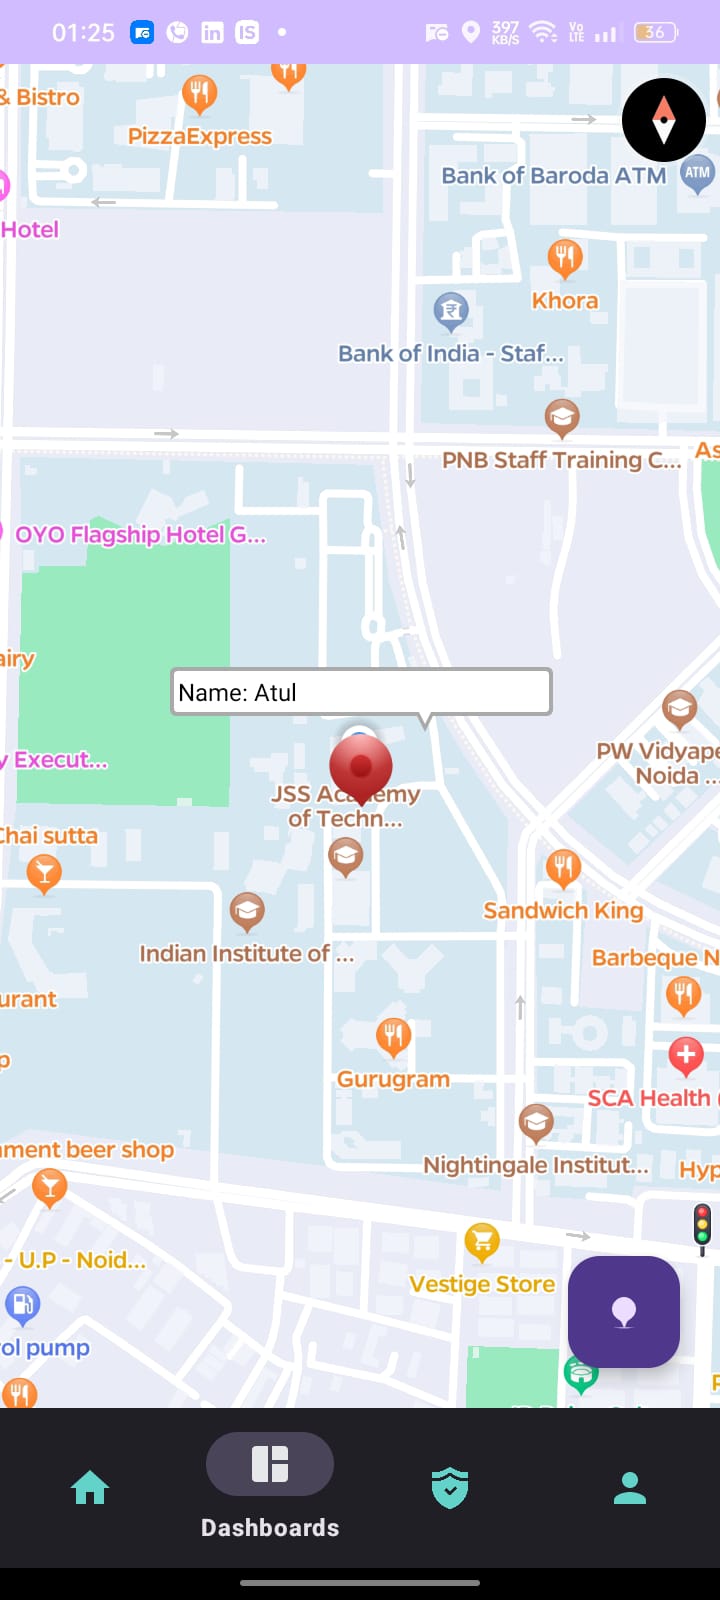 01:25
in
IS
397
KB/S
Vo
LTE
36
& Bistro
PizzaExpress
Bank of Baroda ATM
ATM
Hotel
Khora
Bank of India - Staf...
PNB Staff Training C...
As
OYO Flagship Hotel G...
airy
Name: Atul
y Execut...
PW Vidyape
Noida ...
JSS Academy
of Techn...
Chai sutta
Sandwich King
Indian Institute of ...
Barbeque N
urant
p
Gurugram
SCA Health (
nment beer shop
Nightingale Institut...
Hyp
- U.P - Noid...
Vestige Store
ol pump
Dashboards